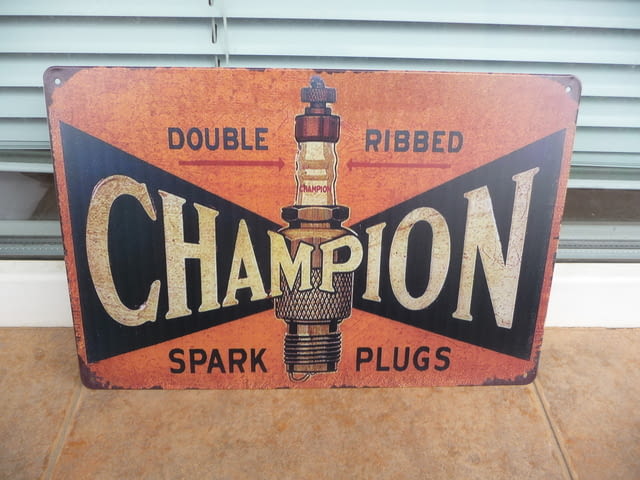 DOUBLE RIBBED
CHAMPION
CHAMPION
SPARK PLUGS